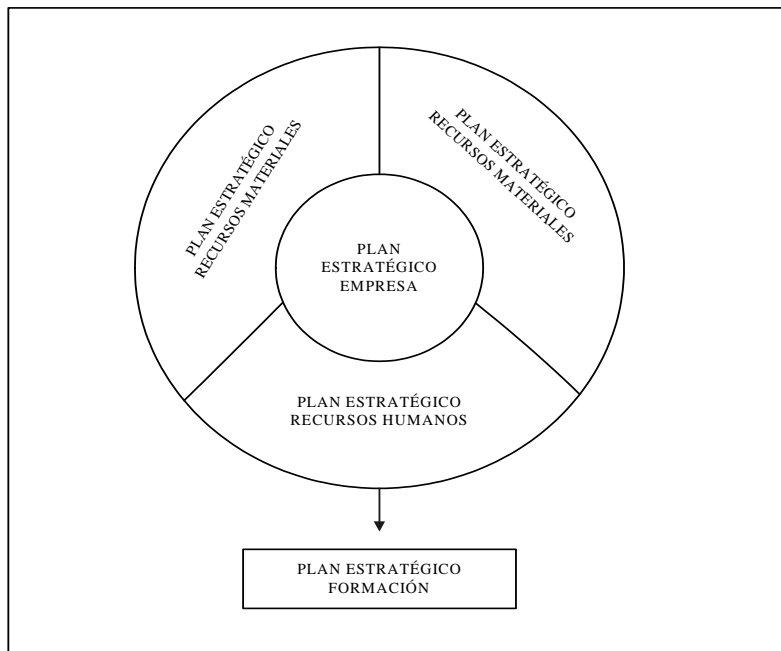 PLAN ESTRATÉGICO
RECURSOS MATERIALES
PLAN ESTRATÉGICO
RECURSOS MATERIALES
PLAN
ESTRATÉGICO
EMPRESA
PLAN ESTRATÉGICO
RECURSOS HUMANOS
PLAN ESTRATÉGICO
FORMACIÓN